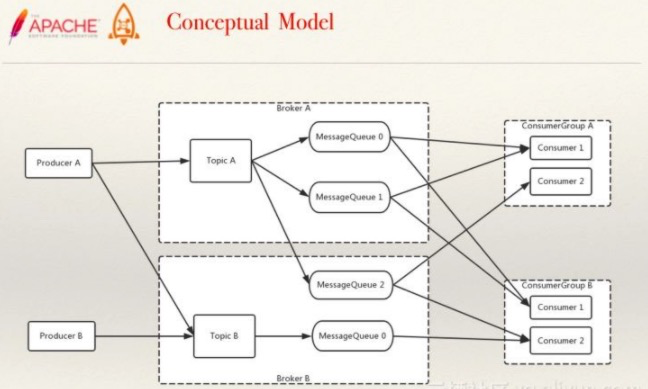 THE
APACHE
SOFTWARE FOUNDATION
Conceptual Model
Broker A
Producer A
Topic A
MessageQueue 0
MessageQueue 1
ConsumerGroup A
Consumer 1
Consumer 2
MessageQueue 2
ConsumerGroup B
Consumer 1
Consumer 2
Producer B
Topic B
MessageQueue 0
Broker B